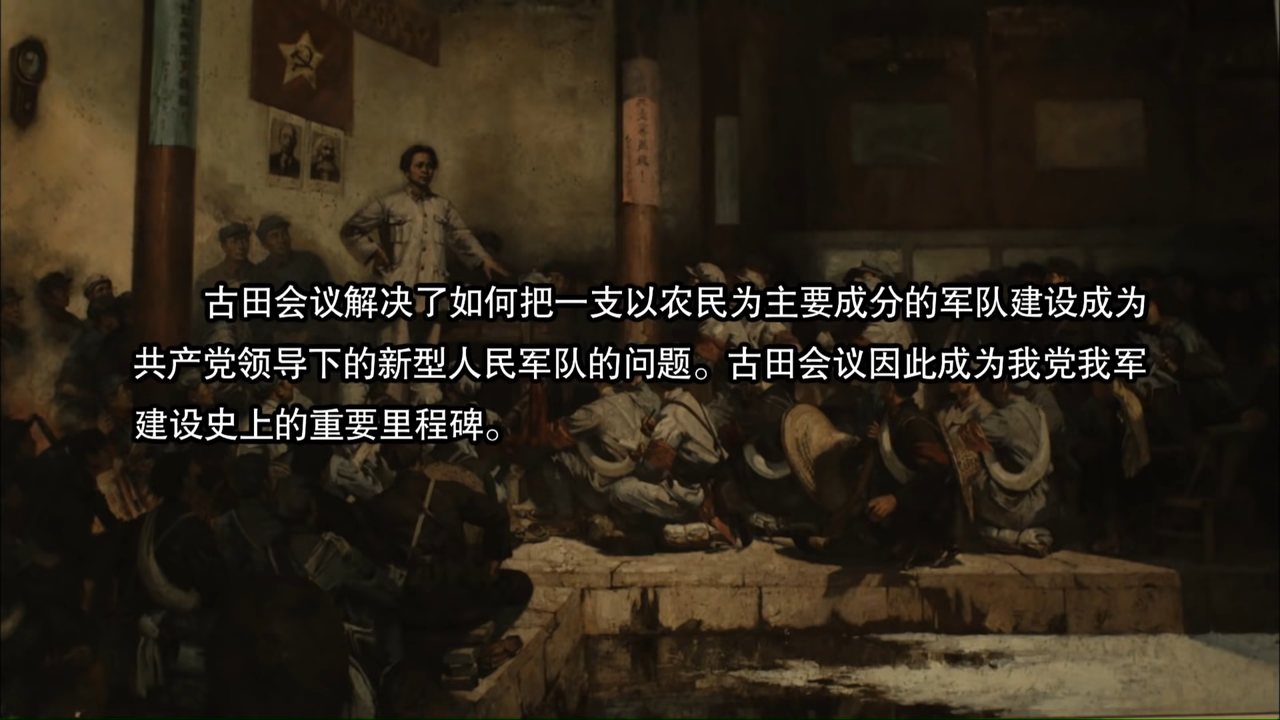 古田会议解决了如何把一支以农民为主要成分的军队建设成为
共产党领导下的新型人民军队的问题。古田会议因此成为我党我军
建设史上的重要里程碑。